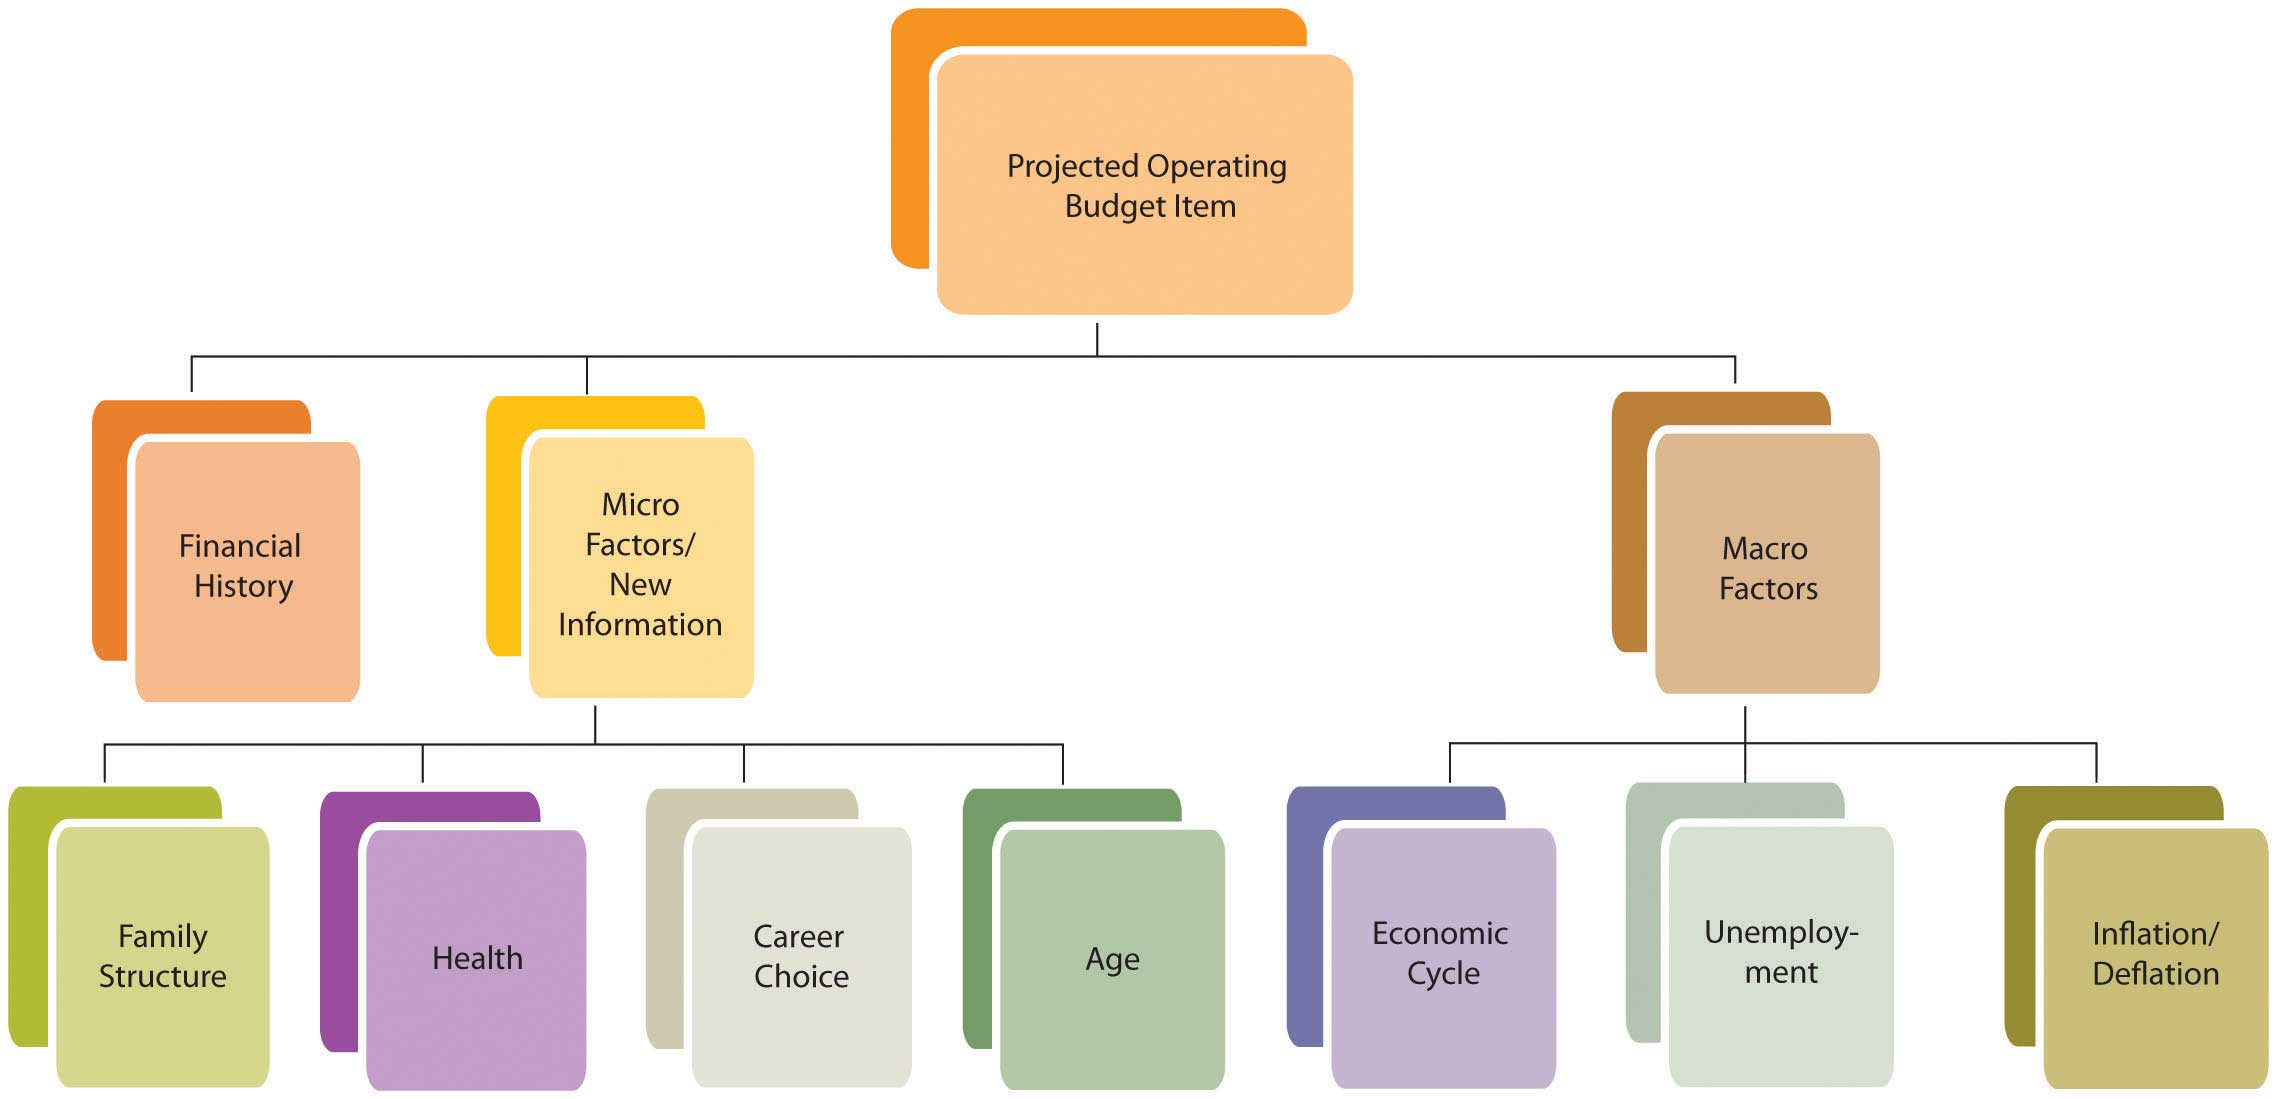 Projected Operating
Budget Item
Financial
History
Micro
Factors/
New
Information
Macro
Factors
Family
Structure
Health
Career
Choice
Age
Economic
Cycle
Unemploy-
ment
Inflation/
Deflation